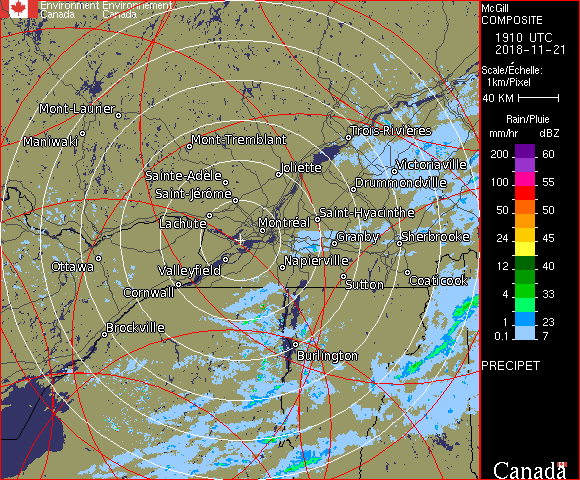 Environment Environnement
Canada Canada
McGill
COMPOSITE
1910 UTC
2018-11-21
Scale/Échelle:
1km/Pixel
40 KM
Rain/Pluie
mm/hr dBZ
200 60
100 55
50 50
24 45
12 40
4 33
1 23
0.1 7
PRECIPET
Canada
Mont-Laurier
Maniwaki
Mont-Tremblant
Trois-Rivières
Victoriaville
Joliette
Sainte-Adèle
Drummondville
Saint-Jérôme
Saint-Hyacinthe
Lachute
Montréal
Granby
Sherbrooke
Ottawa
Valleyfield
Napierville
Coaticook
Sutton
Cornwall
Brockville
Burlington